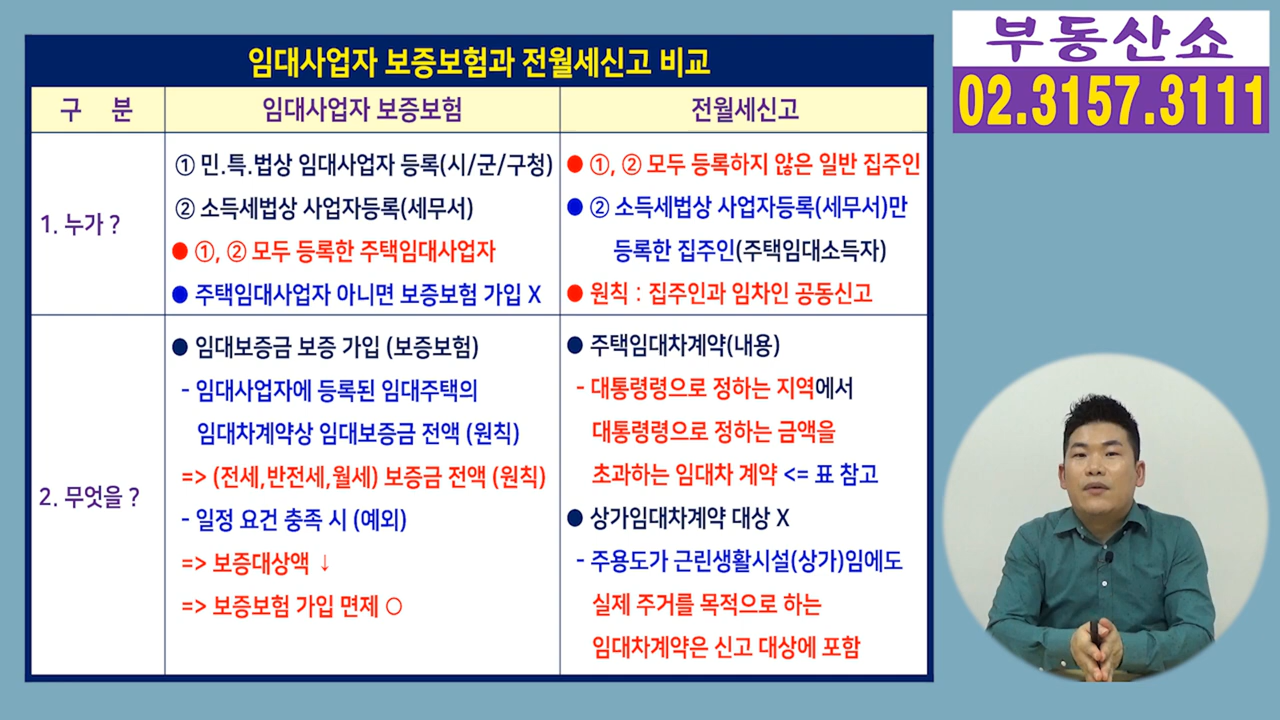 임대사업자 보증보험과 전월세신고 비교
부동산쇼
02.3157.3111
구 분
임대사업자 보증보험
전월세신고
1. 누가 ?
① 민.특.법상 임대사업자 등록(시/군/구청)
② 소득세법상 사업자등록(세무서)
● ①, ② 모두 등록한 주택임대사업자
● 주택임대사업자 아니면 보증보험 가입 X
● ①, ② 모두 등록하지 않은 일반 집주인
● ② 소득세법상 사업자등록(세무서)만
등록한 집주인(주택임대소득자)
● 원칙 : 집주인과 임차인 공동신고
2. 무엇을 ?
● 임대보증금 보증 가입 (보증보험)
- 임대사업자에 등록된 임대주택의
임대차계약상 임대보증금 전액 (원칙)
=> (전세,반전세,월세) 보증금 전액 (원칙)
- 일정 요건 충족 시 (예외)
=> 보증대상액 ↓
=> 보증보험 가입 면제 ○
● 주택임대차계약(내용)
- 대통령령으로 정하는 지역에서
대통령령으로 정하는 금액을
초과하는 임대차 계약 <= 표 참고
● 상가임대차계약 대상 X
- 주용도가 근린생활시설(상가)임에도
실제 주거를 목적으로 하는
임대차계약은 신고 대상에 포함